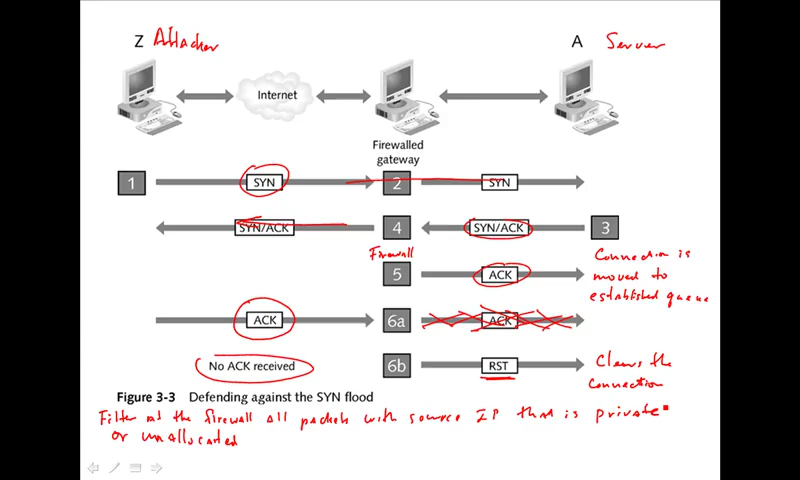 Z Attacker
A Server
Internet
Firewalled
gateway
1 SYN 2 SYN
SYN/ACK 4 SYN/ACK 3
Firewall
5 ACK
Connection is
moved to
established queue
ACK 6a ACK
No ACK received 6b RST
Clears the
connection
Figure 3-3 Defending against the SYN flood
Filter at the firewall all packets with source IP that is private
or unallocated